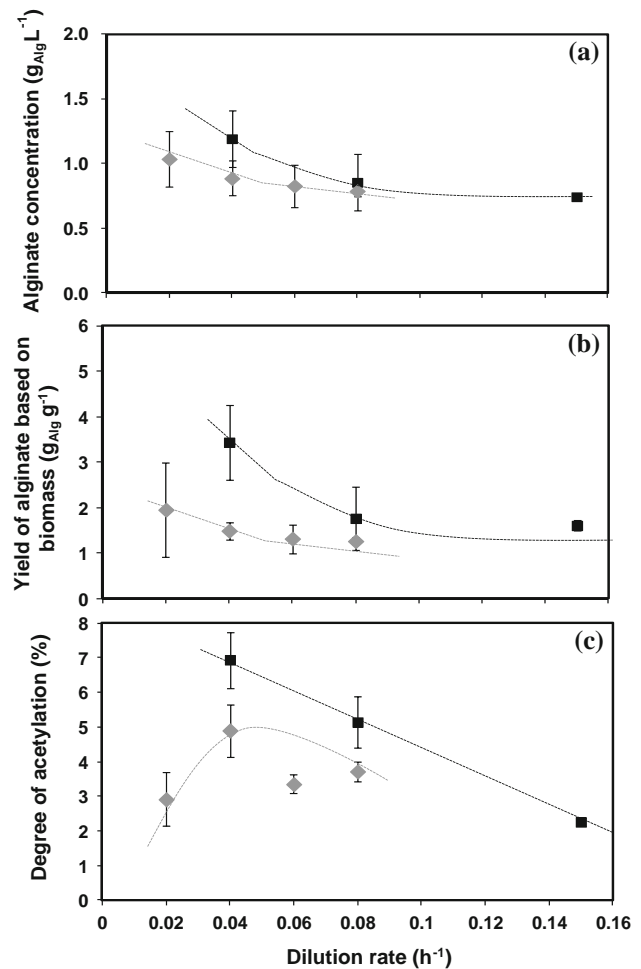 (a)
Alginate concentration (gAlgL-1)
2.0
1.5
1.0
0.5
0.0
(b)
Yield of alginate based on
biomass (gAlg g-1)
6
5
4
3
2
1
0
(c)
Degree of acetylation (%)
8
7
6
5
4
3
2
1
0
0 0.02 0.04 0.06 0.08 0.1 0.12 0.14 0.16
Dilution rate (h-1)